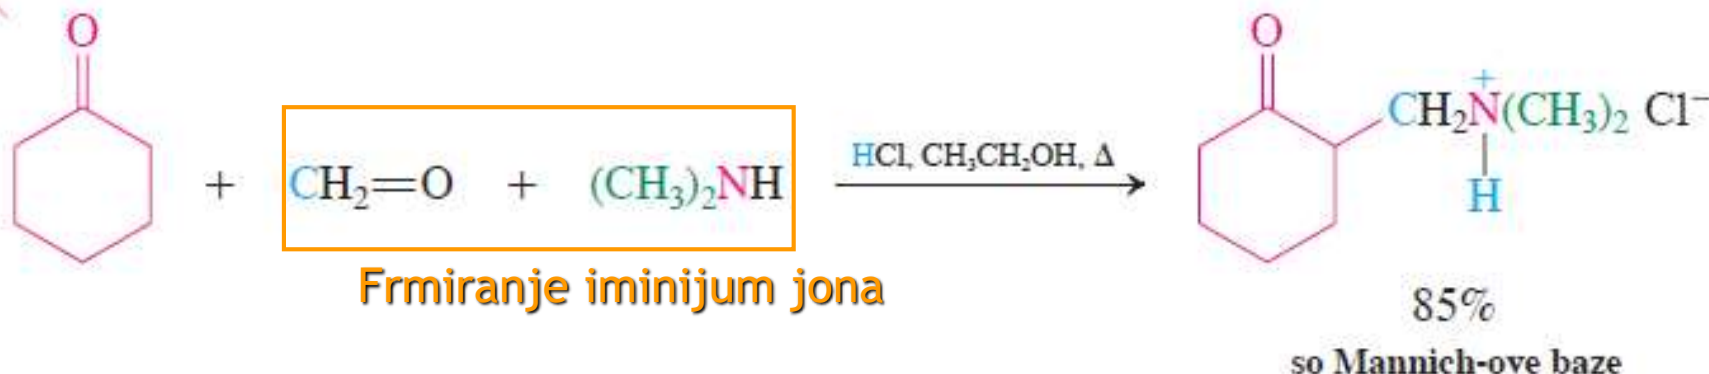 O
+ CH₂=O + (CH₃)₂NH
HCl, CH₃CH₂OH, Δ
Frmiranje iminijum jona
O
CH₂N⁺(CH₃)₂ Cl⁻
H
85%
so Mannich-ove baze